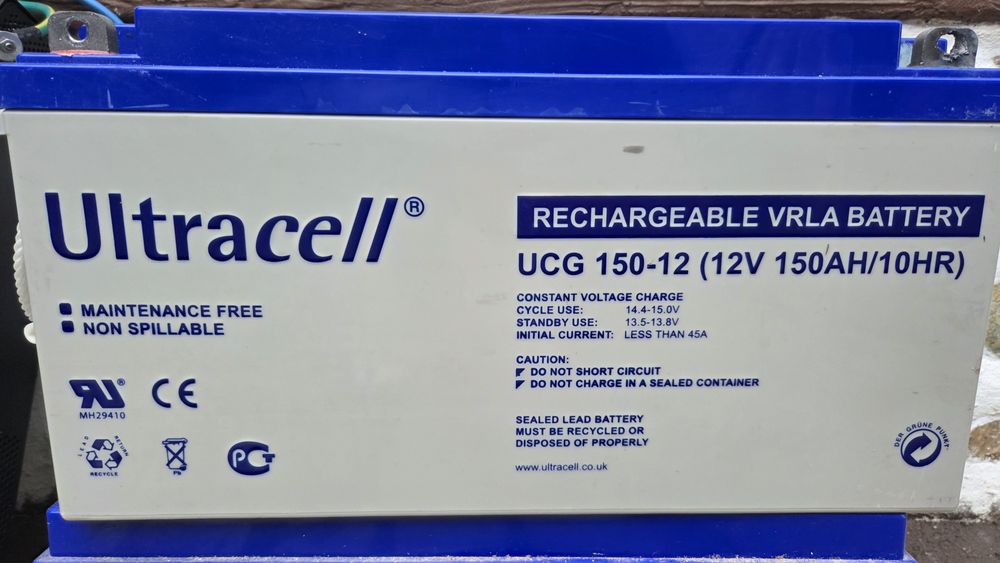 Ultracell®
MAINTENANCE FREE
NON SPILLABLE
MH29410
LEAD RETURN RECYCLE
Pb
RECHARGEABLE VRLA BATTERY
UCG 150-12 (12V 150AH/10HR)
CONSTANT VOLTAGE CHARGE
CYCLE USE: 14.4-15.0V
STANDBY USE: 13.5-13.8V
INITIAL CURRENT: LESS THAN 45A
CAUTION:
DO NOT SHORT CIRCUIT
DO NOT CHARGE IN A SEALED CONTAINER
SEALED LEAD BATTERY
MUST BE RECYCLED OR
DISPOSED OF PROPERLY
www.ultracell.co.uk
DER GRÜNE PUNKT